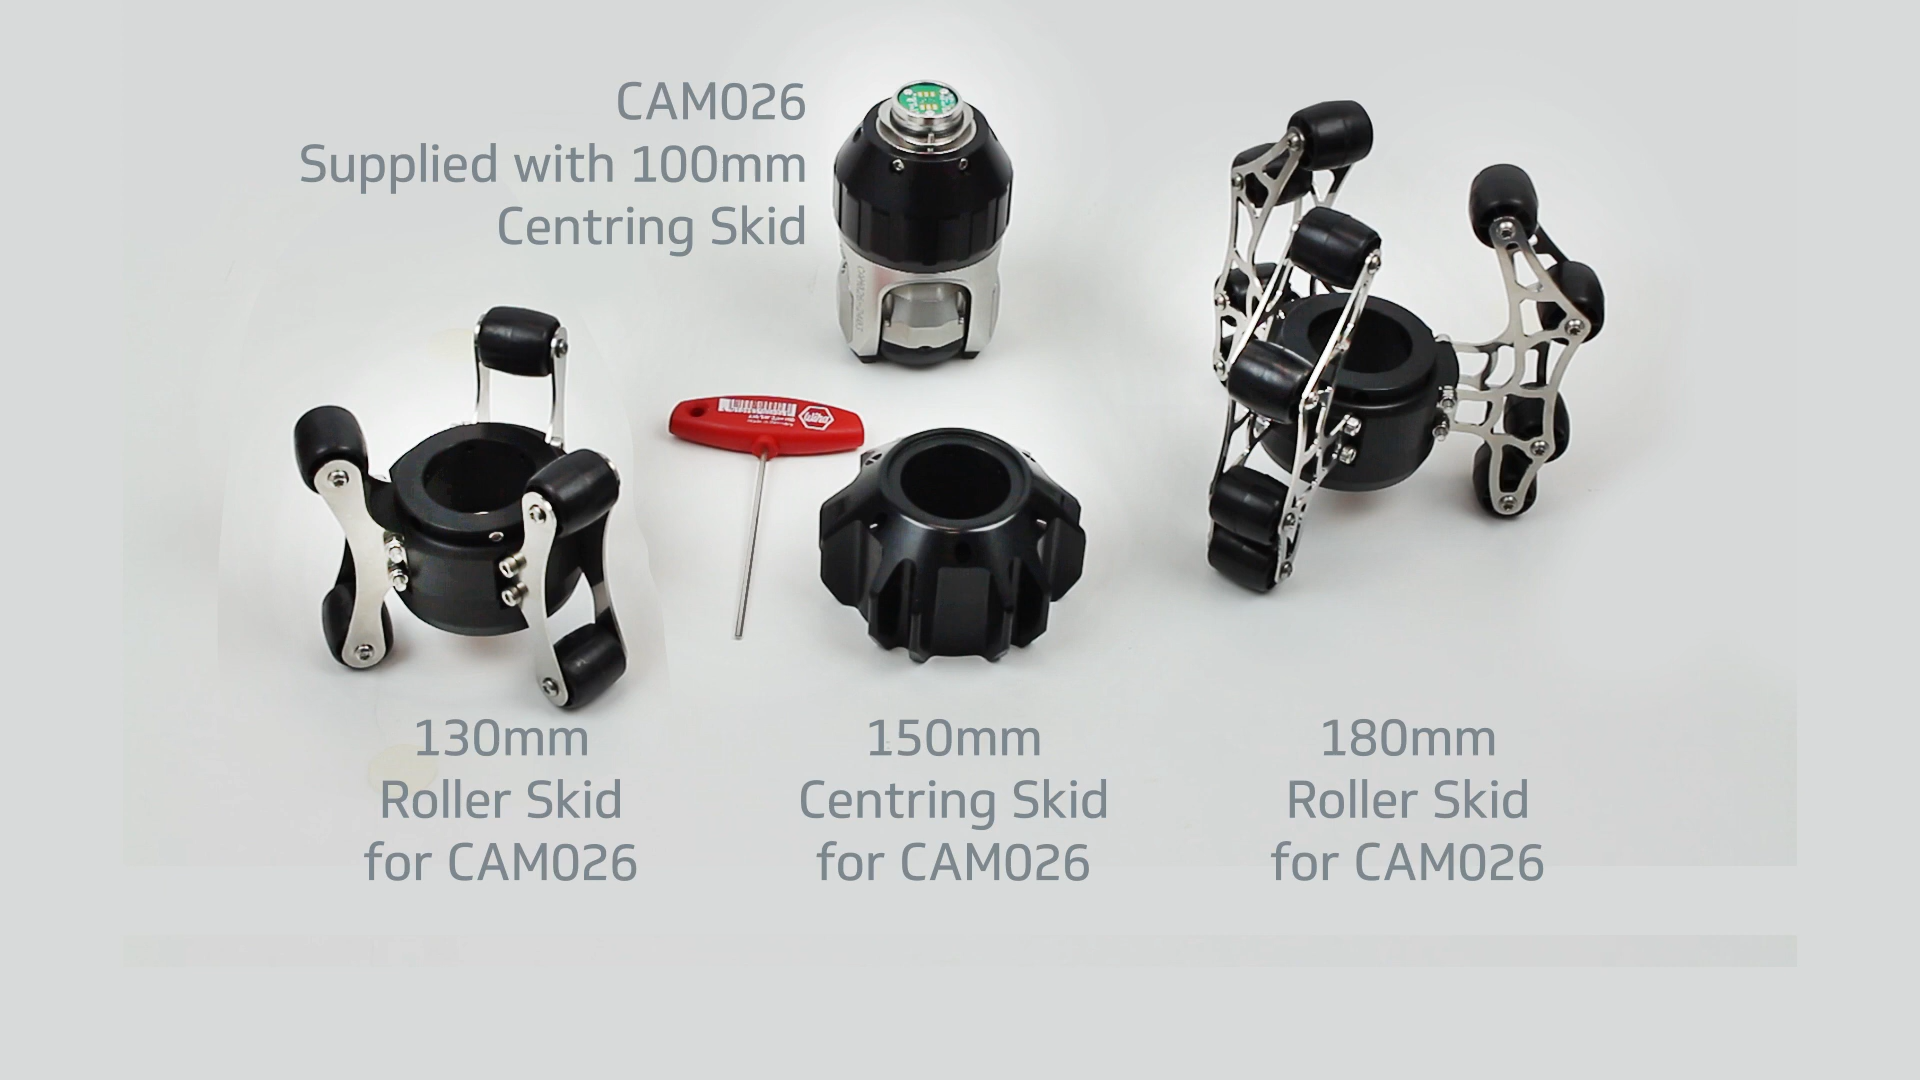 CAM026
Supplied with 100mm
Centring Skid
Wiha
130mm
Roller Skid
for CAM026
150mm
Centring Skid
for CAM026
180mm
Roller Skid
for CAM026